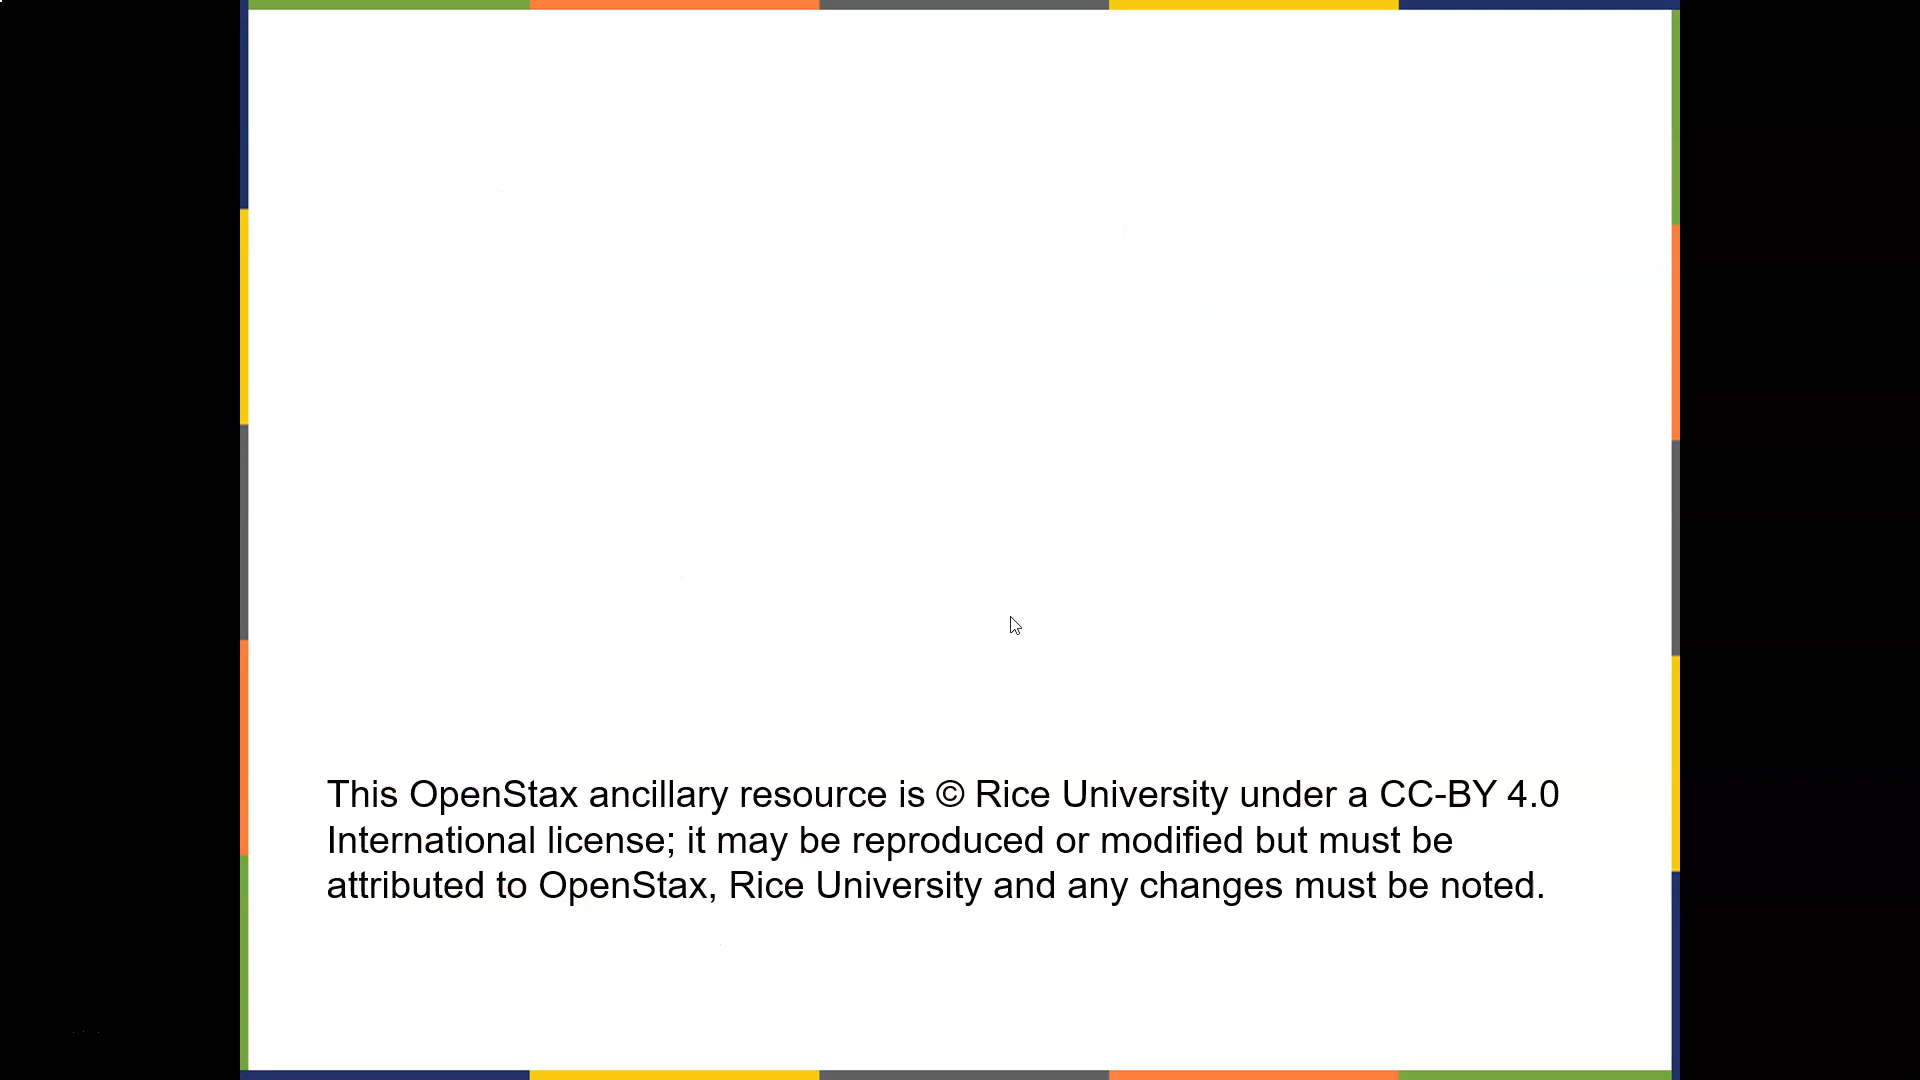 This OpenStax ancillary resource is © Rice University under a CC-BY 4.0
International license; it may be reproduced or modified but must be
attributed to OpenStax, Rice University and any changes must be noted.